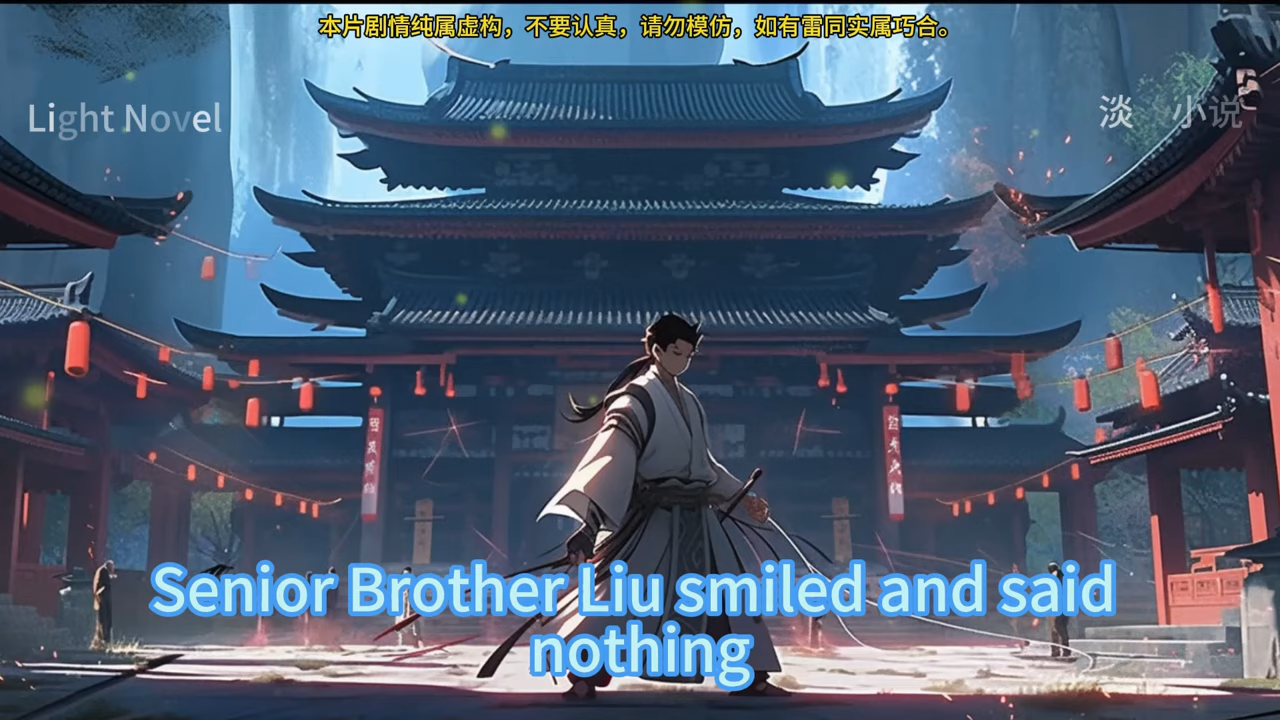 本片剧情纯属虚构，不要认真，请勿模仿，如有雷同实属巧合。
Light Novel
淡 小说
Senior Brother Liu smiled and said
nothing